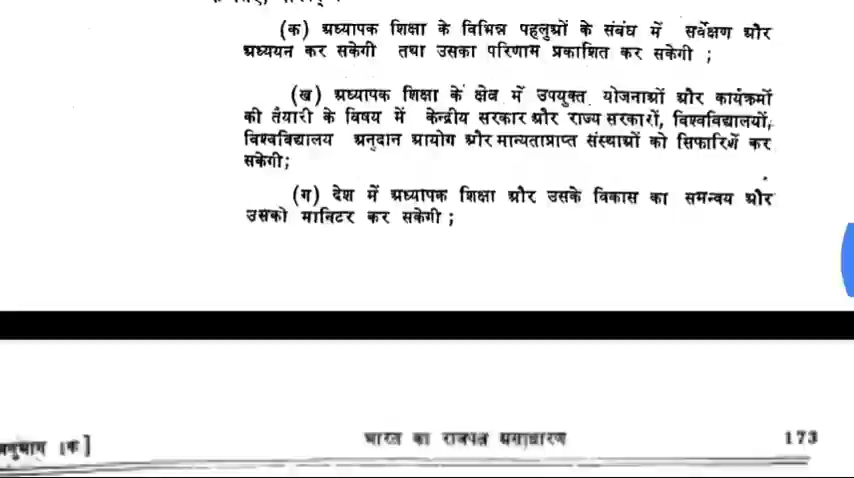 (क) अध्यापक शिक्षा के विभिन्न पहलुओं के संबंध में सर्वेक्षण और
अध्ययन कर सकेगी तथा उसका परिणाम प्रकाशित कर सकेगी ;
(ख) अध्यापक शिक्षा के क्षेत्र में उपयुक्त योजनाओं और कार्यक्रमों
की तैयारी के विषय में केन्द्रीय सरकार और राज्य सरकारों, विश्वविद्यालयों,
विश्वविद्यालय अनुदान आयोग और मान्यताप्राप्त संस्थाओं को सिफारिशें कर
सकेगी;
(ग) देश में अध्यापक शिक्षा और उसके विकास का समन्वय और
उसको मानिटर कर सकेगी ;
भारत का राजपत्र असाधारण 173